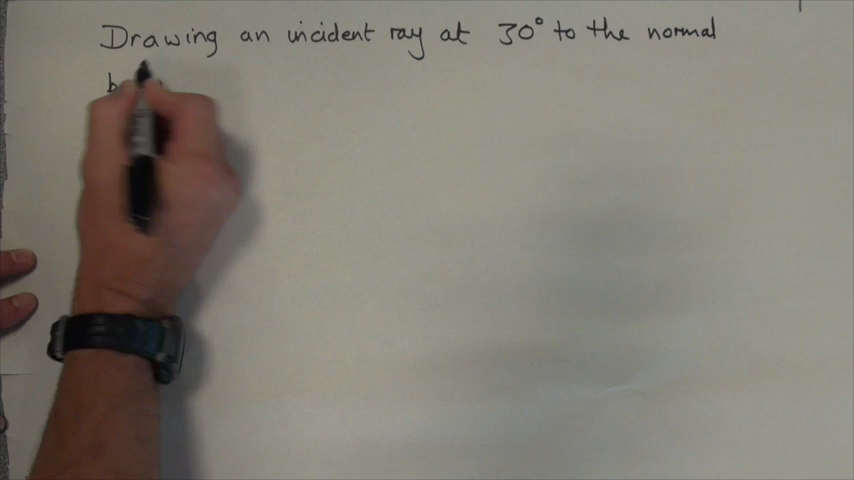 Drawing an incident ray at 30° to the normal